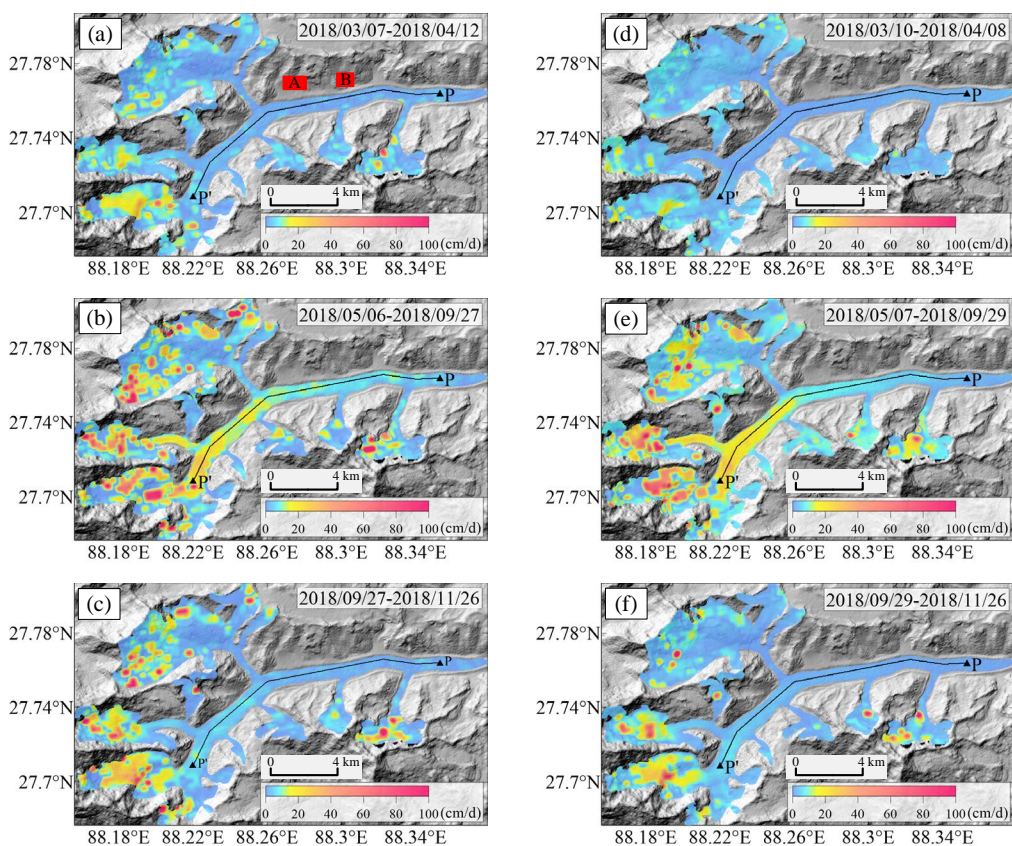 (a)
2018/03/07-2018/04/12
27.78°N
A
B
P
27.74°N
P'
0
4 km
27.7°N
0 20 40 60 80 100 (cm/d)
88.18°E 88.22°E 88.26°E 88.3°E 88.34°E
(d)
2018/03/10-2018/04/08
27.78°N
P
27.74°N
P'
0
4 km
27.7°N
0 20 40 60 80 100 (cm/d)
88.18°E 88.22°E 88.26°E 88.3°E 88.34°E
(b)
2018/05/06-2018/09/27
27.78°N
P
27.74°N
P'
0
4 km
27.7°N
0 20 40 60 80 100 (cm/d)
88.18°E 88.22°E 88.26°E 88.3°E 88.34°E
(e)
2018/05/07-2018/09/29
27.78°N
P
27.74°N
P'
0
4 km
27.7°N
0 20 40 60 80 100 (cm/d)
88.18°E 88.22°E 88.26°E 88.3°E 88.34°E
(c)
2018/09/27-2018/11/26
27.78°N
P
27.74°N
P'
0
4 km
27.7°N
0 20 40 60 80 100 (cm/d)
88.18°E 88.22°E 88.26°E 88.3°E 88.34°E
(f)
2018/09/29-2018/11/26
27.78°N
P
27.74°N
P'
0
4 km
27.7°N
0 20 40 60 80 100 (cm/d)
88.18°E 88.22°E 88.26°E 88.3°E 88.34°E